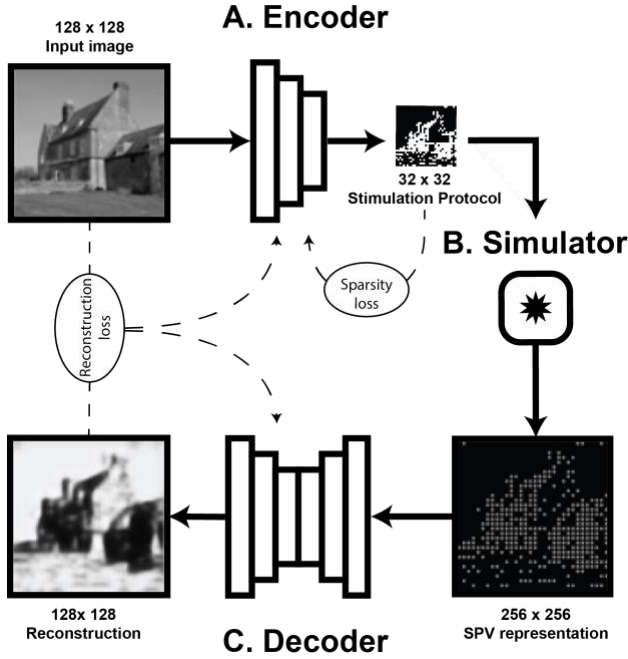 A. Encoder
128 x 128
Input image
32 x 32
Stimulation Protocol
B. Simulator
Sparsity
loss
Reconstruction
loss
128x 128
Reconstruction
C. Decoder
256 x 256
SPV representation